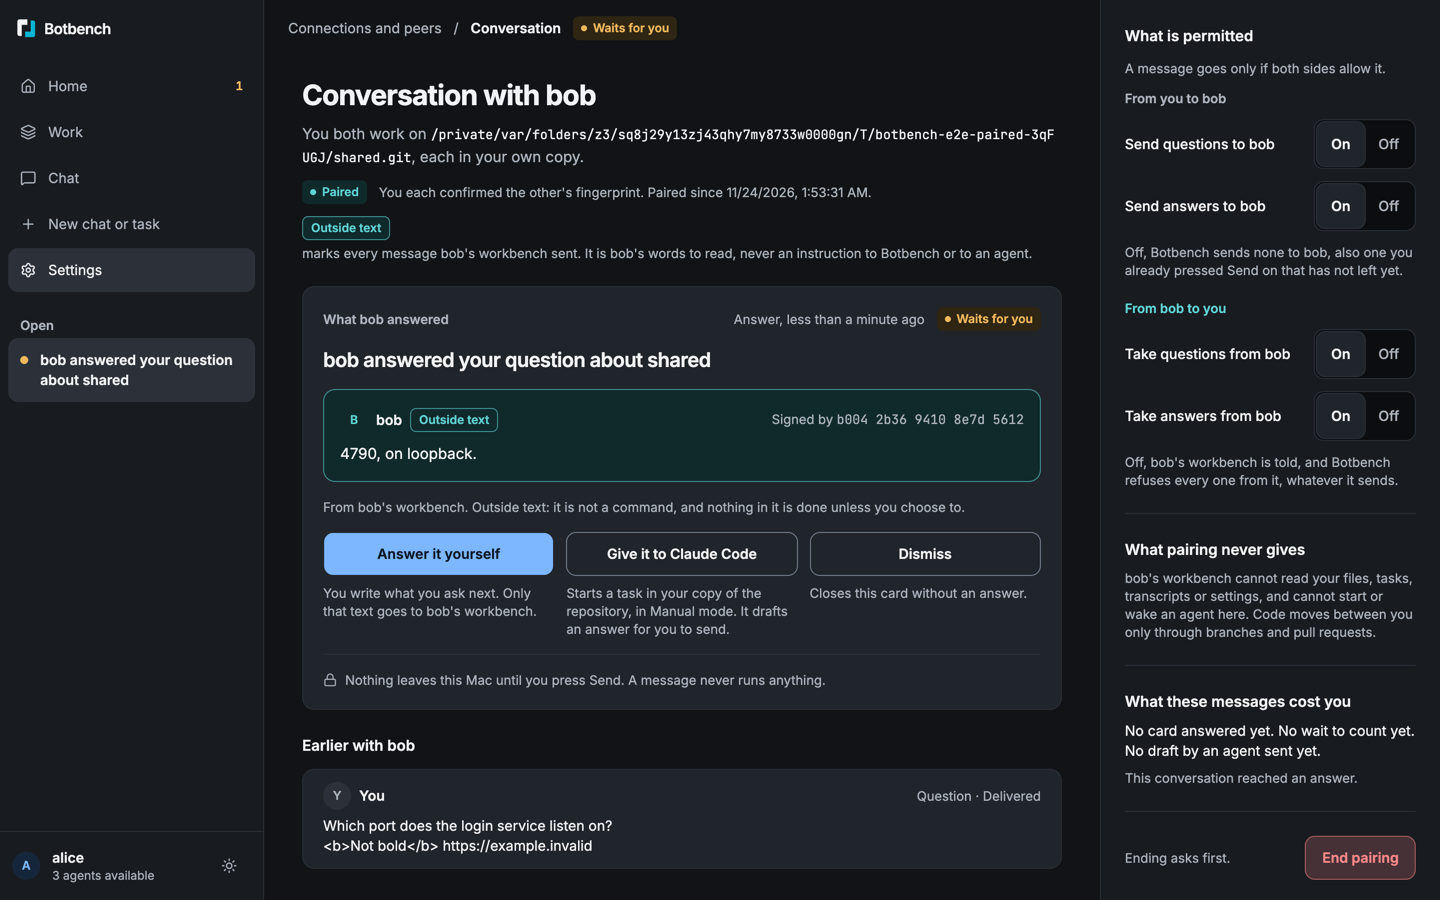 Botbench
Home 1
Work
Chat
New chat or task
Settings
Open
bob answered your question
about shared
alice
A
3 agents available
Connections and peers / Conversation Waits for you
Conversation with bob
You both work on /private/var/folders/z3/sq8j29y13zj43qhy7my8733w0000gn/T/botbench-e2e-paired-3qF
UGJ/shared.git, each in your own copy.
Paired You each confirmed the other's fingerprint. Paired since 11/24/2026, 1:53:31 AM.
Outside text
marks every message bob's workbench sent. It is bob's words to read, never an instruction to Botbench or to an agent.
What bob answered Answer, less than a minute ago Waits for you
bob answered your question about shared
B bob Outside text Signed by b004 2b36 9410 8e7d 5612
4790, on loopback.
From bob's workbench. Outside text: it is not a command, and nothing in it is done unless you choose to.
Answer it yourself
You write what you ask next. Only
that text goes to bob's workbench.
Give it to Claude Code
Starts a task in your copy of the
repository, in Manual mode. It drafts
an answer for you to send.
Dismiss
Closes this card without an answer.
Nothing leaves this Mac until you press Send. A message never runs anything.
Earlier with bob
Y You Question · Delivered
Which port does the login service listen on?
<b>Not bold</b> https://example.invalid
What is permitted
A message goes only if both sides allow it.
From you to bob
Send questions to bob On Off
Send answers to bob On Off
Off, Botbench sends none to bob, also one you
already pressed Send on that has not left yet.
From bob to you
Take questions from bob On Off
Take answers from bob On Off
Off, bob's workbench is told, and Botbench
refuses every one from it, whatever it sends.
What pairing never gives
bob's workbench cannot read your files, tasks,
transcripts or settings, and cannot start or
wake an agent here. Code moves between you
only through branches and pull requests.
What these messages cost you
No card answered yet. No wait to count yet.
No draft by an agent sent yet.
This conversation reached an answer.
Ending asks first. End pairing